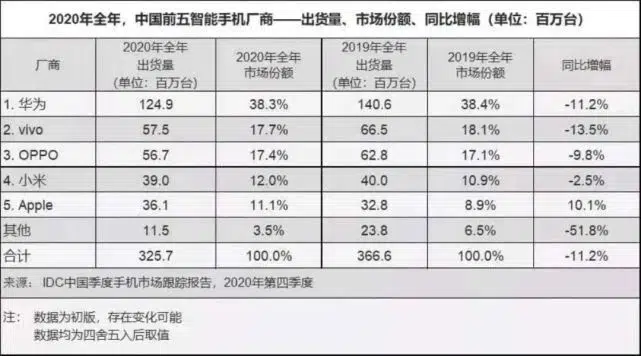 2020年全年，中国前五智能手机厂商——出货量、市场份额、同比增幅（单位：百万台）
厂商 2020年全年出货量（单位：百万台） 2020年全年市场份额 2019年全年出货量（单位：百万台） 2019年全年市场份额 同比增幅
1. 华为 124.9 38.3% 140.6 38.4% -11.2%
2. vivo 57.5 17.7% 66.5 18.1% -13.5%
3. OPPO 56.7 17.4% 62.8 17.1% -9.8%
4. 小米 39.0 12.0% 40.0 10.9% -2.5%
5. Apple 36.1 11.1% 32.8 8.9% 10.1%
其他 11.5 3.5% 23.8 6.5% -51.8%
合计 325.7 100.0% 366.6 100.0% -11.2%
来源： IDC中国季度手机市场跟踪报告，2020年第四季度
注： 数据为初版，存在变化可能
数据均为四舍五入后取值